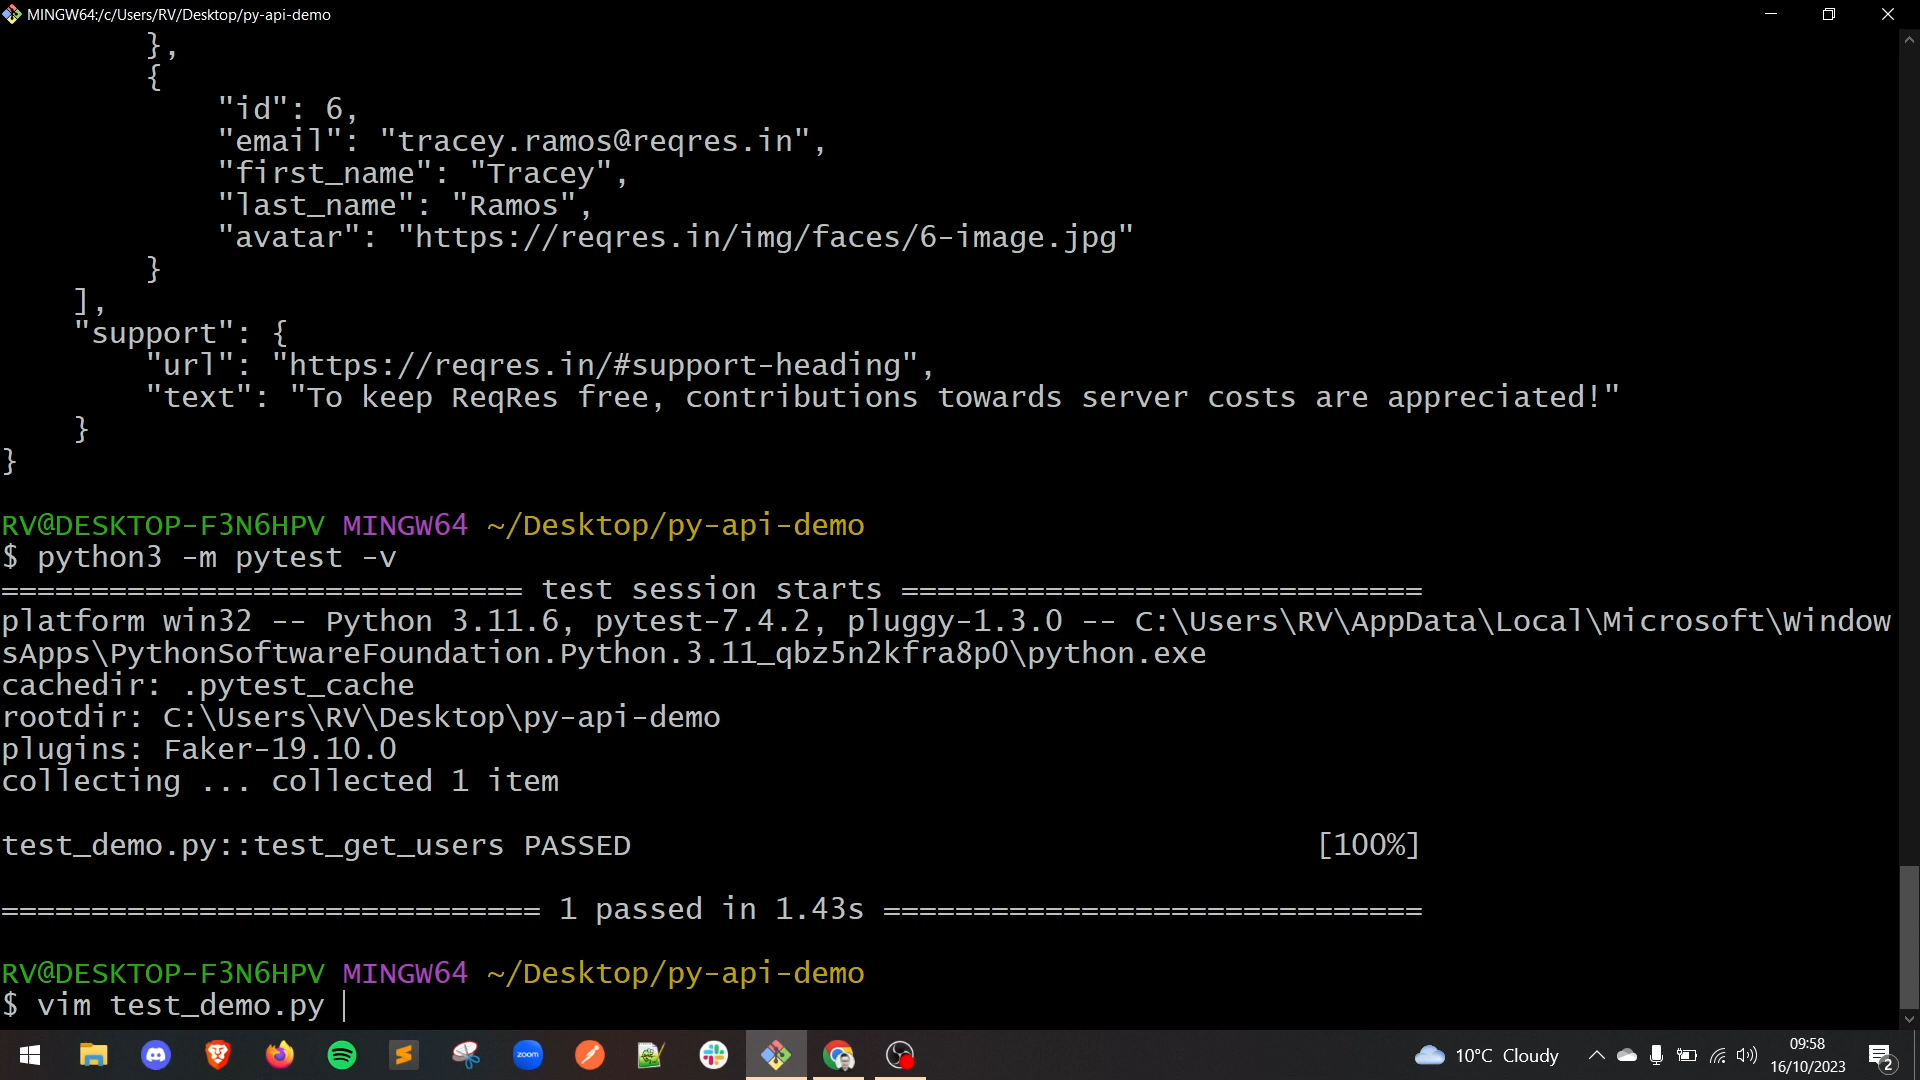 MINGW64:/c/Users/RV/Desktop/py-api-demo
},
{
"id": 6,
"email": "tracey.ramos@reqres.in",
"first_name": "Tracey",
"last_name": "Ramos",
"avatar": "https://reqres.in/img/faces/6-image.jpg"
}
],
"support": {
"url": "https://reqres.in/#support-heading",
"text": "To keep ReqRes free, contributions towards server costs are appreciated!"
}
}
RV@DESKTOP-F3N6HPV MINGW64 ~/Desktop/py-api-demo
$ python3 -m pytest -v
============================= test session starts =============================
platform win32 -- Python 3.11.6, pytest-7.4.2, pluggy-1.3.0 -- C:\Users\RV\AppData\Local\Microsoft\Window
sApps\PythonSoftwareFoundation.Python.3.11_qbz5n2kfra8p0\python.exe
cachedir: .pytest_cache
rootdir: C:\Users\RV\Desktop\py-api-demo
plugins: Faker-19.10.0
collecting ... collected 1 item
test_demo.py::test_get_users PASSED [100%]
============================== 1 passed in 1.43s ==============================
RV@DESKTOP-F3N6HPV MINGW64 ~/Desktop/py-api-demo
$ vim test_demo.py
zoom
10°C Cloudy
09:58
16/10/2023
2